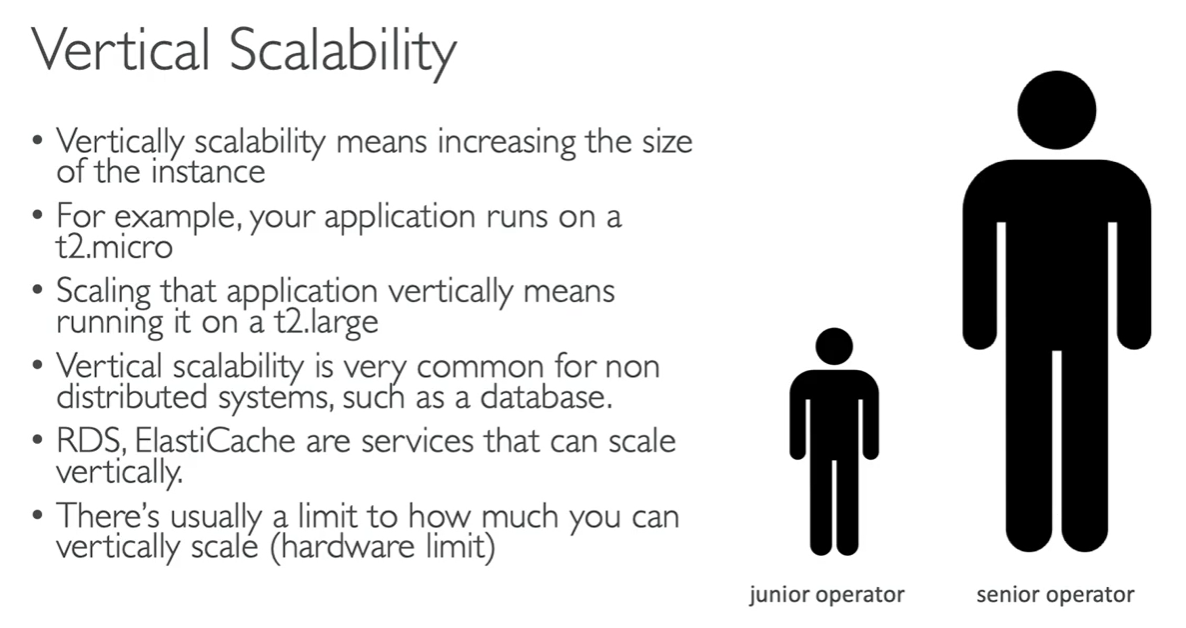 Vertical Scalability
• Vertically scalability means increasing the size
of the instance
• For example, your application runs on a
t2.micro
• Scaling that application vertically means
running it on a t2.large
• Vertical scalability is very common for non
distributed systems, such as a database.
• RDS, ElastiCache are services that can scale
vertically.
• There's usually a limit to how much you can
vertically scale (hardware limit)
junior operator
senior operator